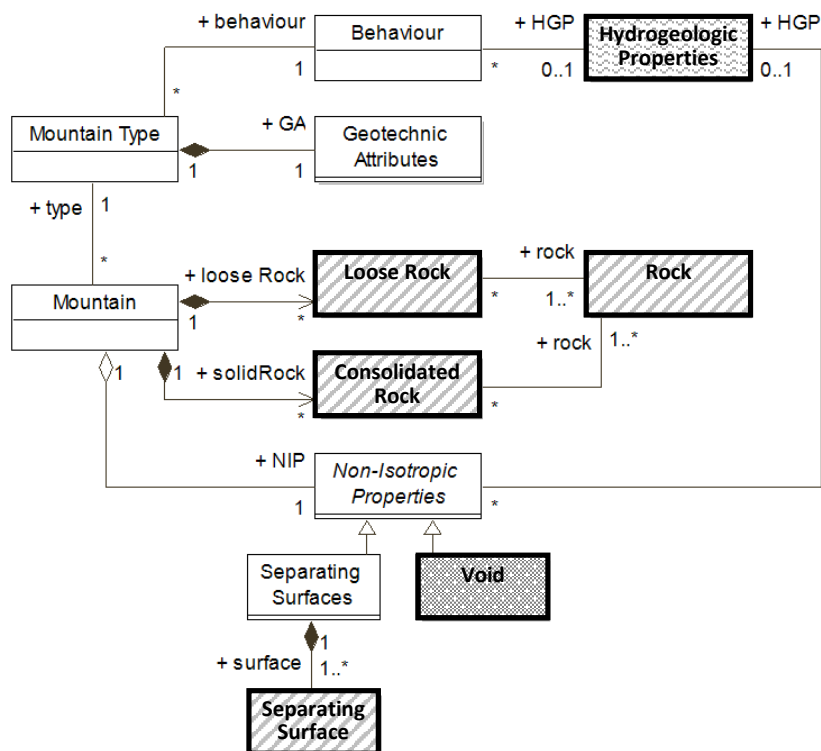 + behaviour
Behaviour
+ HGP
Hydrogeologic
Properties
+ HGP
1
*
0..1
0..1
*
Mountain Type
+ GA
Geotechnic
Attributes
1
1
+ type
1
*
Mountain
+ loose Rock
Loose Rock
+ rock
Rock
1
*
*
1..*
+ rock
1..*
1
1
+ solidRock
Consolidated
Rock
*
*
+ NIP
Non-Isotropic
Properties
1
*
Separating
Surfaces
Void
1
+ surface
1..*
Separating
Surface